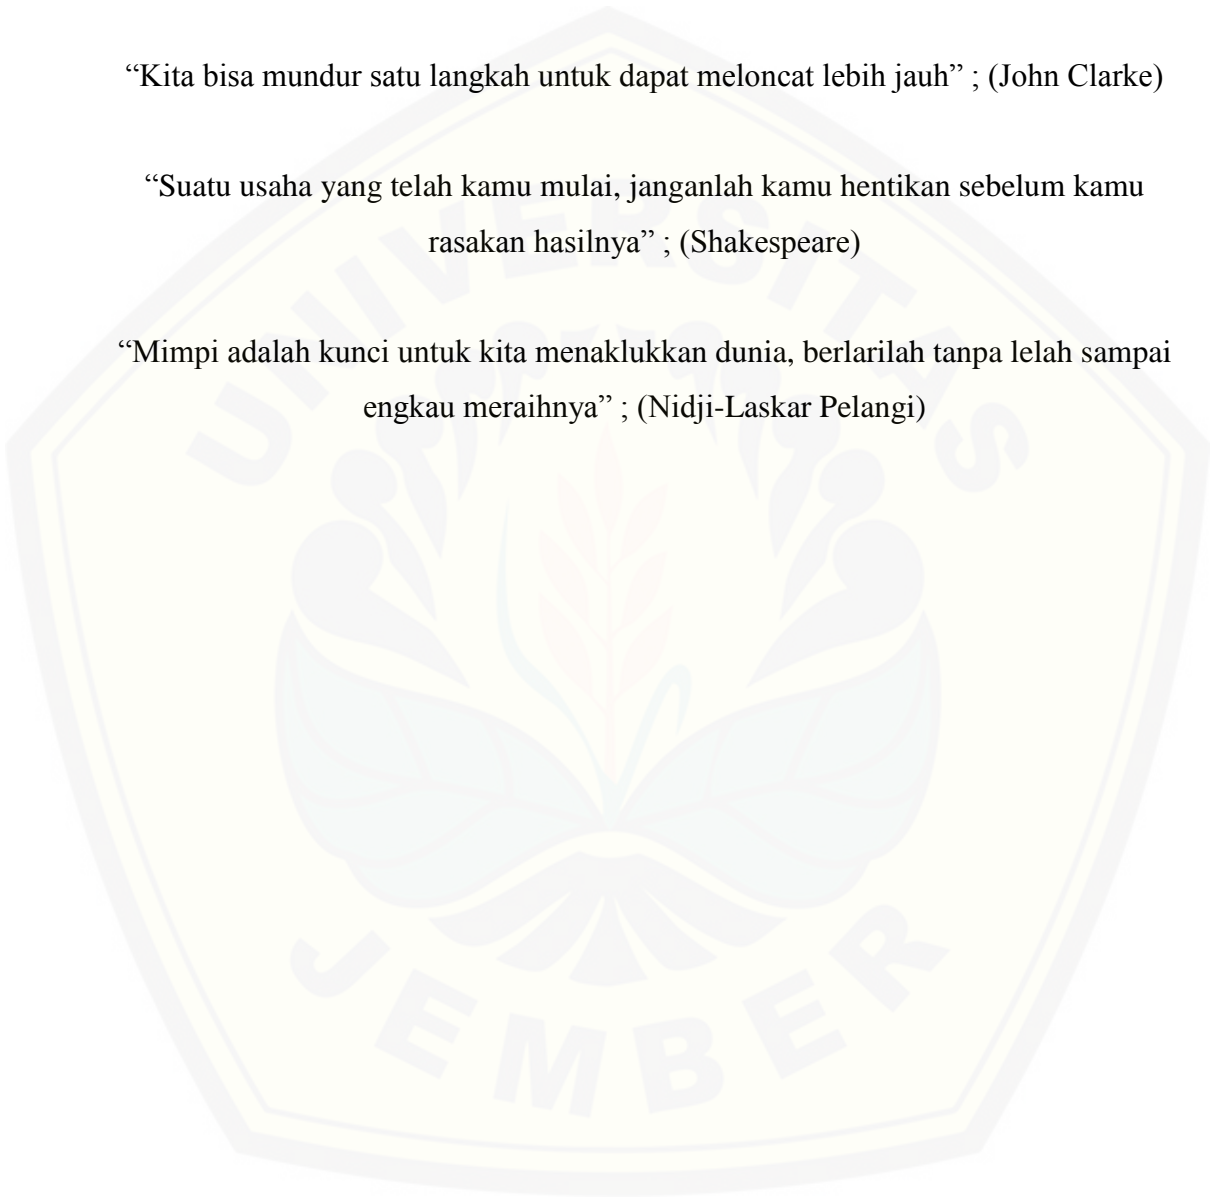 “Kita bisa mundur satu langkah untuk dapat meloncat lebih jauh” ; (John Clarke)
“Suatu usaha yang telah kamu mulai, janganlah kamu hentikan sebelum kamu
rasakan hasilnya” ; (Shakespeare)
“Mimpi adalah kunci untuk kita menaklukkan dunia, berlarilah tanpa lelah sampai
engkau meraihnya” ; (Nidji-Laskar Pelangi)
UNIVERSITAS
JEMBER